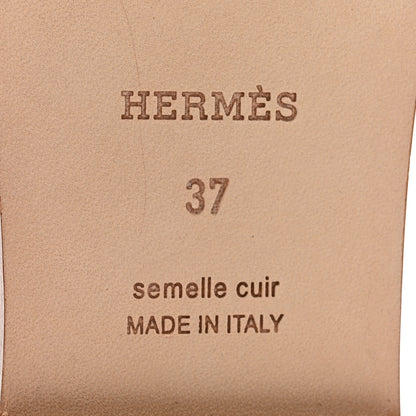 HERMÈS
37
semelle cuir
MADE IN ITALY